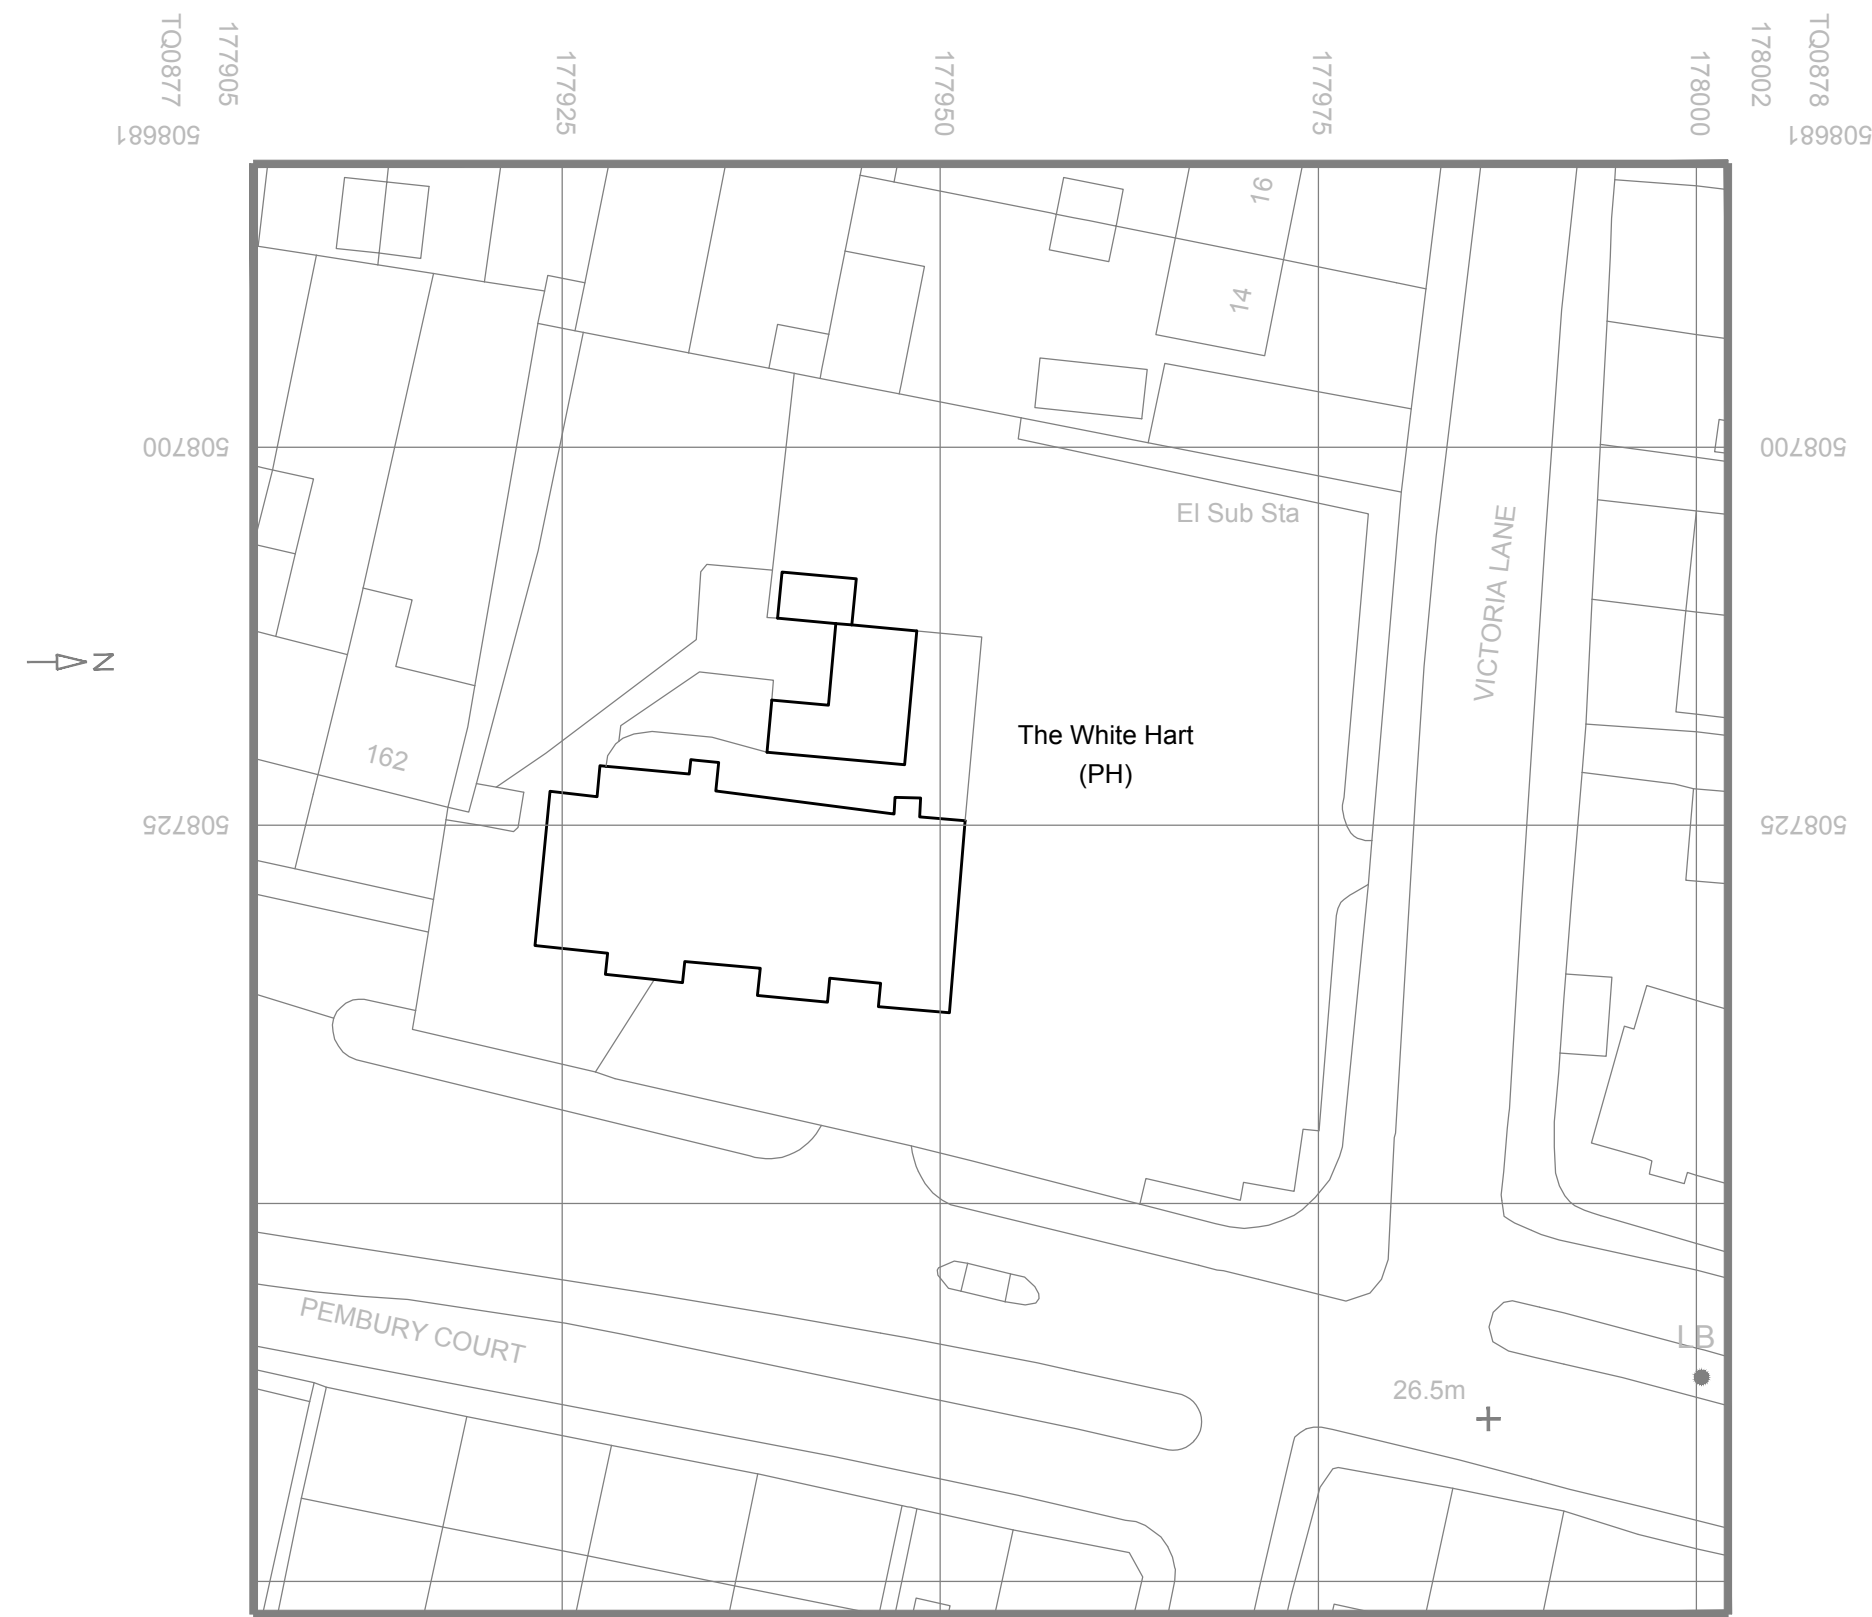 TQ0877
177905
508681
177925
177950
177975
178000
178002
TQ0878
508681
16
14
508700
508700
El Sub Sta
VICTORIA LANE
N
The White Hart
(PH)
162
508725
508725
PEMBURY COURT
LB
26.5m